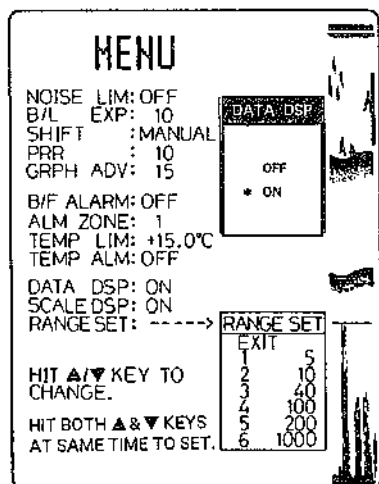 MENU
NOISE LIM: OFF
B/L EXP: 10
SHIFT : MANUAL
PRR : 10
GRPH ADV: 15
B/F ALARM: OFF
ALM ZONE: 1
TEMP LIM: +15.0°C
TEMP ALM: OFF
DATA DSP: ON
SCALE DSP: ON
RANGE SET: ----->
HIT ▲/▼ KEY TO
CHANGE.
HIT BOTH ▲ & ▼ KEYS
AT SAME TIME TO SET.
DATA DSP
OFF
* ON
RANGE SET
EXIT
1 5
2 10
3 40
4 100
5 200
6 1000